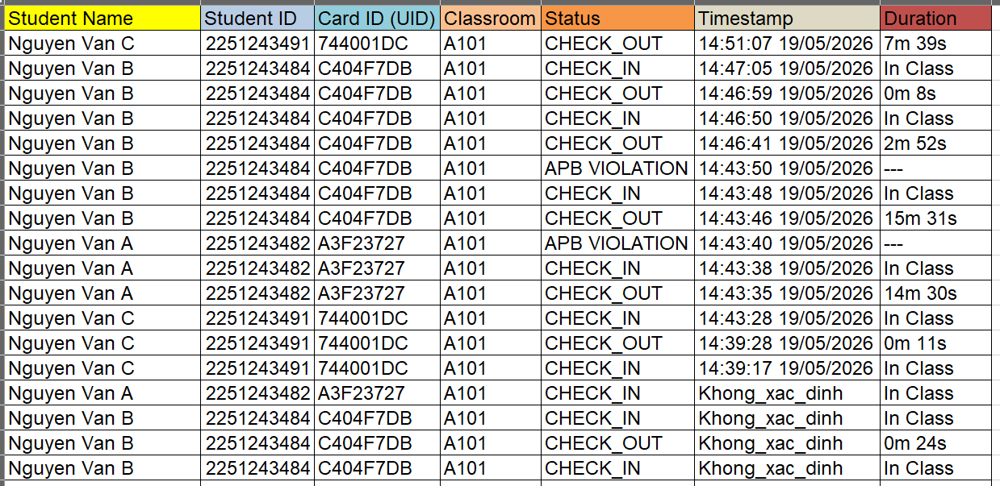 Student Name Student ID Card ID (UID) Classroom Status Timestamp Duration
Nguyen Van C 2251243491 744001DC A101 CHECK_OUT 14:51:07 19/05/2026 7m 39s
Nguyen Van B 2251243484 C404F7DB A101 CHECK_IN 14:47:05 19/05/2026 In Class
Nguyen Van B 2251243484 C404F7DB A101 CHECK_OUT 14:46:59 19/05/2026 0m 8s
Nguyen Van B 2251243484 C404F7DB A101 CHECK_IN 14:46:50 19/05/2026 In Class
Nguyen Van B 2251243484 C404F7DB A101 CHECK_OUT 14:46:41 19/05/2026 2m 52s
Nguyen Van B 2251243484 C404F7DB A101 APB VIOLATION 14:43:50 19/05/2026 ---
Nguyen Van B 2251243484 C404F7DB A101 CHECK_IN 14:43:48 19/05/2026 In Class
Nguyen Van B 2251243484 C404F7DB A101 CHECK_OUT 14:43:46 19/05/2026 15m 31s
Nguyen Van A 2251243482 A3F23727 A101 APB VIOLATION 14:43:40 19/05/2026 ---
Nguyen Van A 2251243482 A3F23727 A101 CHECK_IN 14:43:38 19/05/2026 In Class
Nguyen Van A 2251243482 A3F23727 A101 CHECK_OUT 14:43:35 19/05/2026 14m 30s
Nguyen Van C 2251243491 744001DC A101 CHECK_IN 14:43:28 19/05/2026 In Class
Nguyen Van C 2251243491 744001DC A101 CHECK_OUT 14:39:28 19/05/2026 0m 11s
Nguyen Van C 2251243491 744001DC A101 CHECK_IN 14:39:17 19/05/2026 In Class
Nguyen Van A 2251243482 A3F23727 A101 CHECK_IN Khong_xac_dinh In Class
Nguyen Van B 2251243484 C404F7DB A101 CHECK_IN Khong_xac_dinh In Class
Nguyen Van B 2251243484 C404F7DB A101 CHECK_OUT Khong_xac_dinh 0m 24s
Nguyen Van B 2251243484 C404F7DB A101 CHECK_IN Khong_xac_dinh In Class